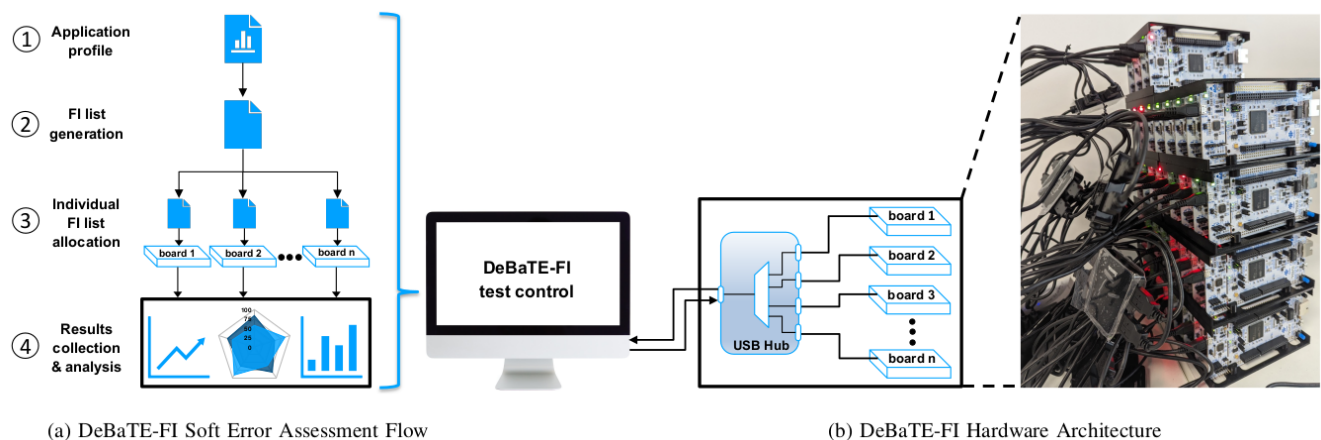 1
Application
profile
2
FI list
generation
3
Individual
FI list
allocation
board 1
board 2
board n
4
Results
collection
& analysis
100
75
50
25
0
DeBaTE-FI
test control
USB Hub
board 1
board 2
board 3
board n
(a) DeBaTE-FI Soft Error Assessment Flow
(b) DeBaTE-FI Hardware Architecture